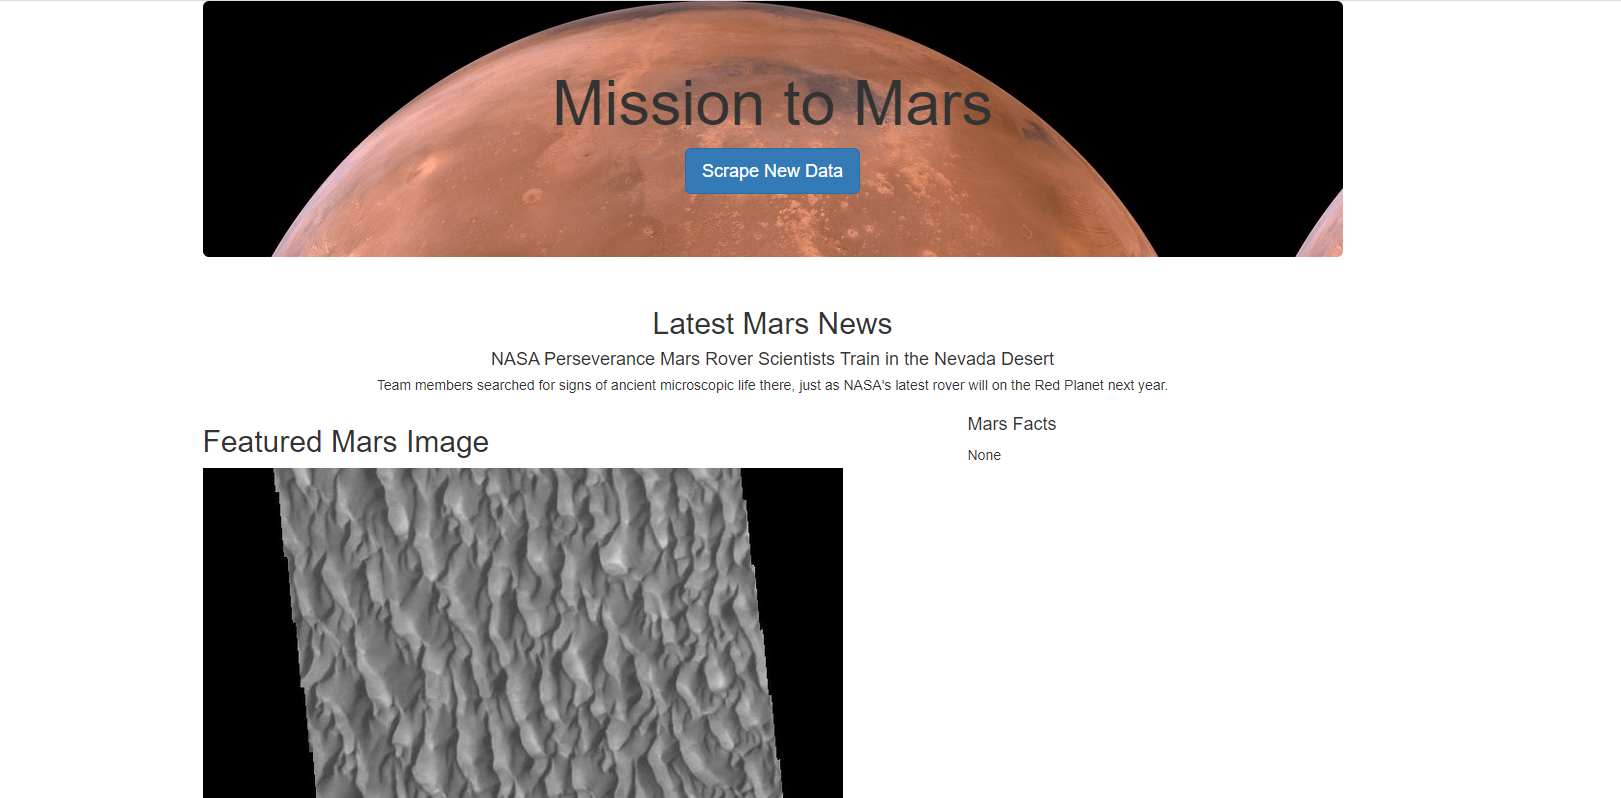 Mission to Mars
Scrape New Data
Latest Mars News
NASA Perseverance Mars Rover Scientists Train in the Nevada Desert
Team members searched for signs of ancient microscopic life there, just as NASA's latest rover will on the Red Planet next year.
Featured Mars Image
Mars Facts
None